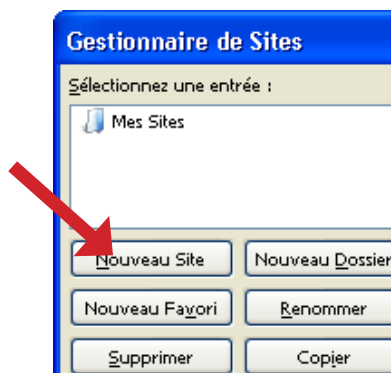 Gestionnaire de Sites
Sélectionnez une entrée :
Mes Sites
Nouveau Site Nouveau Dossier
Nouveau Favori Renommer
Supprimer Copier